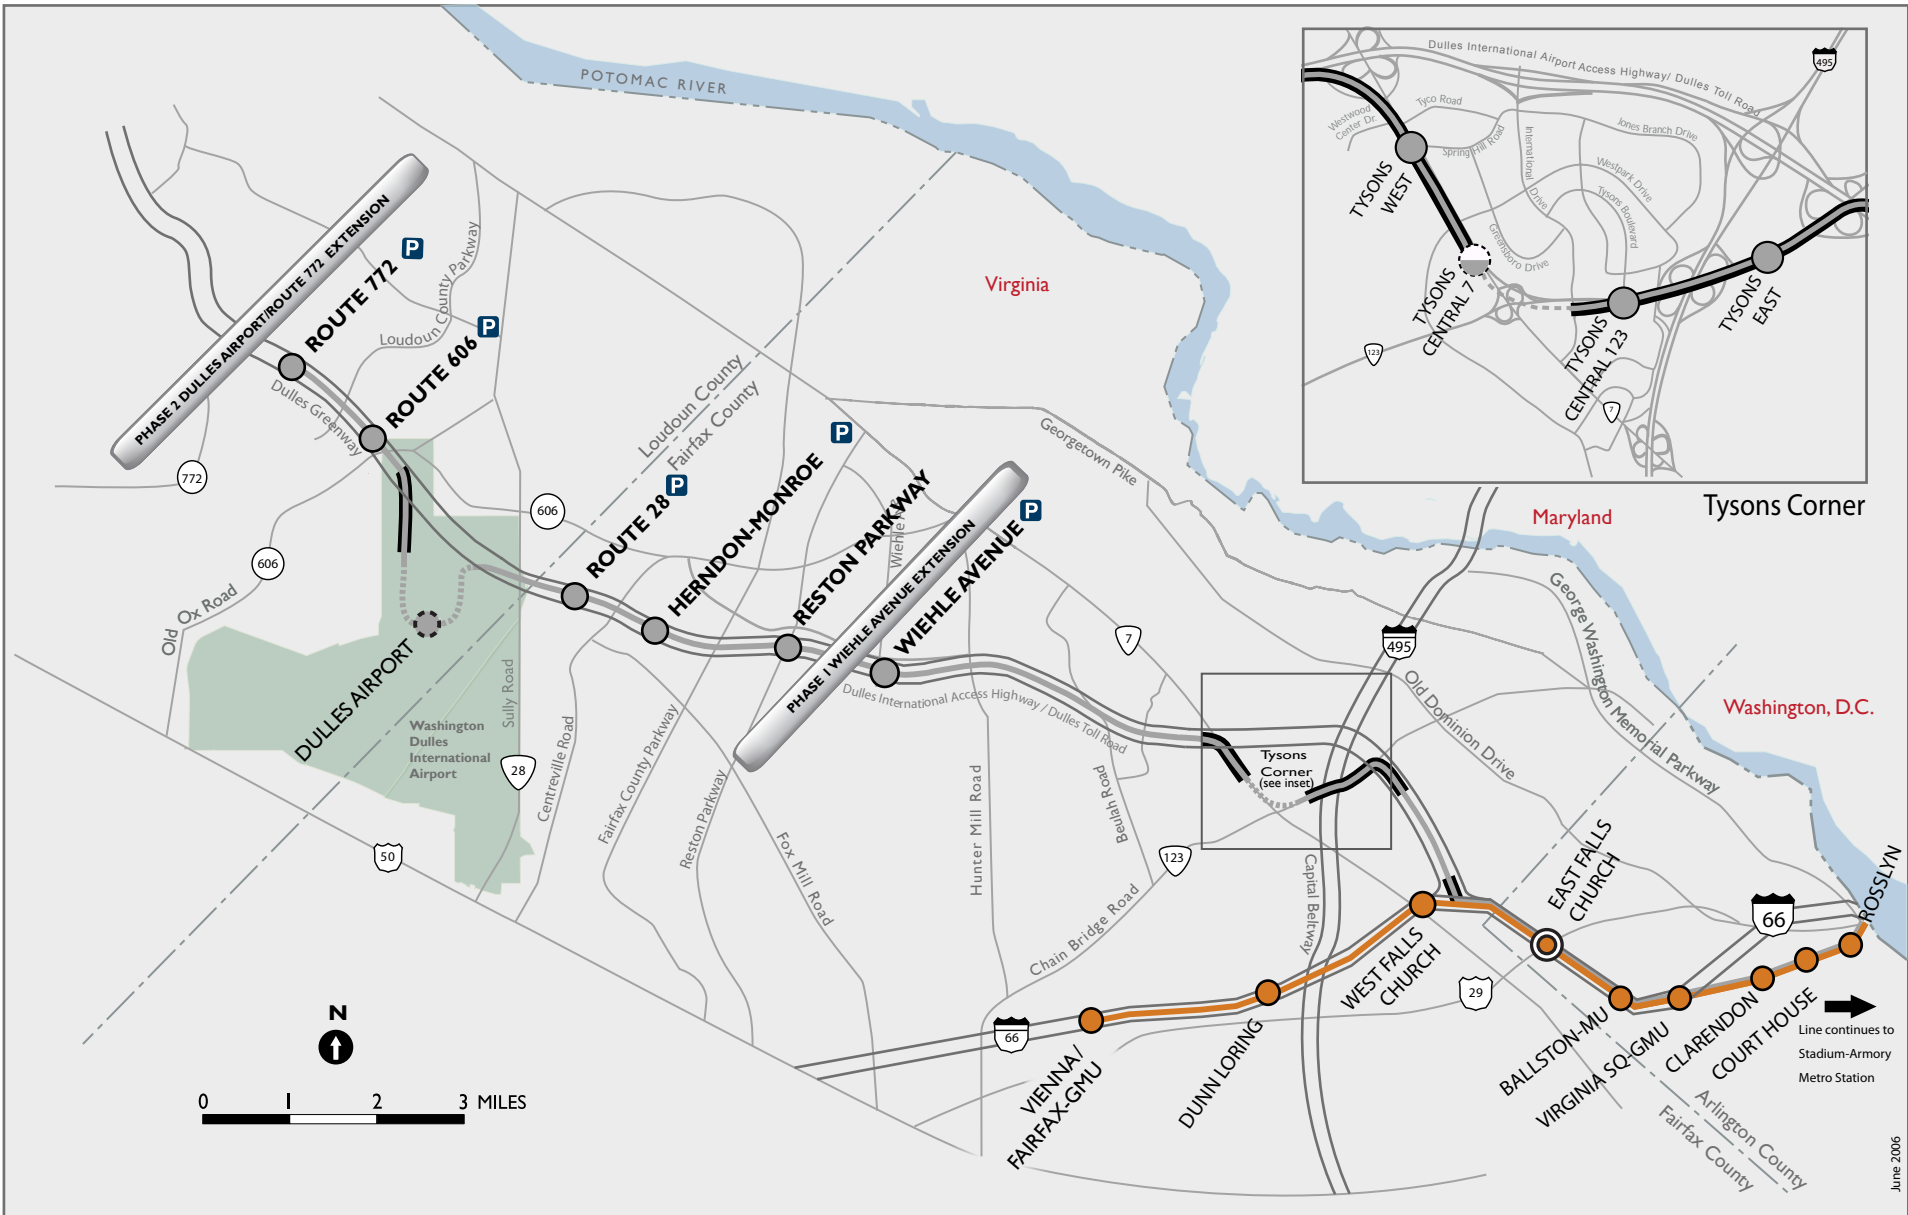 POTOMAC RIVER
Dulles International Airport Access Highway/ Dulles Toll Road
495
Tyco Road
Westwood
Center Dr.
Spring Hill Road
International Drive
Jones Branch Drive
Westpark Drive
Tysons Boulevard
Greensboro Drive
TYSONS
WEST
TYSONS
CENTRAL 7
TYSONS
CENTRAL 123
TYSONS
EAST
123
7
Tysons Corner
PHASE 2 DULLES AIRPORT/ROUTE 772 EXTENSION
ROUTE 772
P
Loudoun County Parkway
Loudoun County Parkway
ROUTE 606
P
Dulles Greenway
772
606
606
Old Ox Road
Virginia
Loudoun County
Fairfax County
Georgetown Pike
Maryland
Washington, D.C.
ROUTE 28
P
HERNDON-MONROE
P
RESTON PARKWAY
Wiehle Ave
PHASE I WIEHLE AVENUE EXTENSION
WIEHLE AVENUE
P
DULLES AIRPORT
Washington
Dulles
International
Airport
Sully Road
28
50
Centreville Road
Fairfax County Parkway
Reston Parkway
Fox Mill Road
Hunter Mill Road
Beulah Road
Dulles International Access Highway / Dulles Toll Road
7
495
Tysons
Corner
(see inset)
Old Dominion Drive
George Washington Memorial Parkway
123
Chain Bridge Road
Capital Beltway
EAST FALLS
CHURCH
WEST FALLS
CHURCH
66
29
66
ROSSLYN
VIENNA/
FAIRFAX-GMU
DUNN LORING
BALLSTON-MU
VIRGINIA SQ-GMU
CLARENDON
COURT HOUSE
Line continues to
Stadium-Armory
Metro Station
Arlington County
Fairfax County
N
0 1 2 3 MILES
June 2006